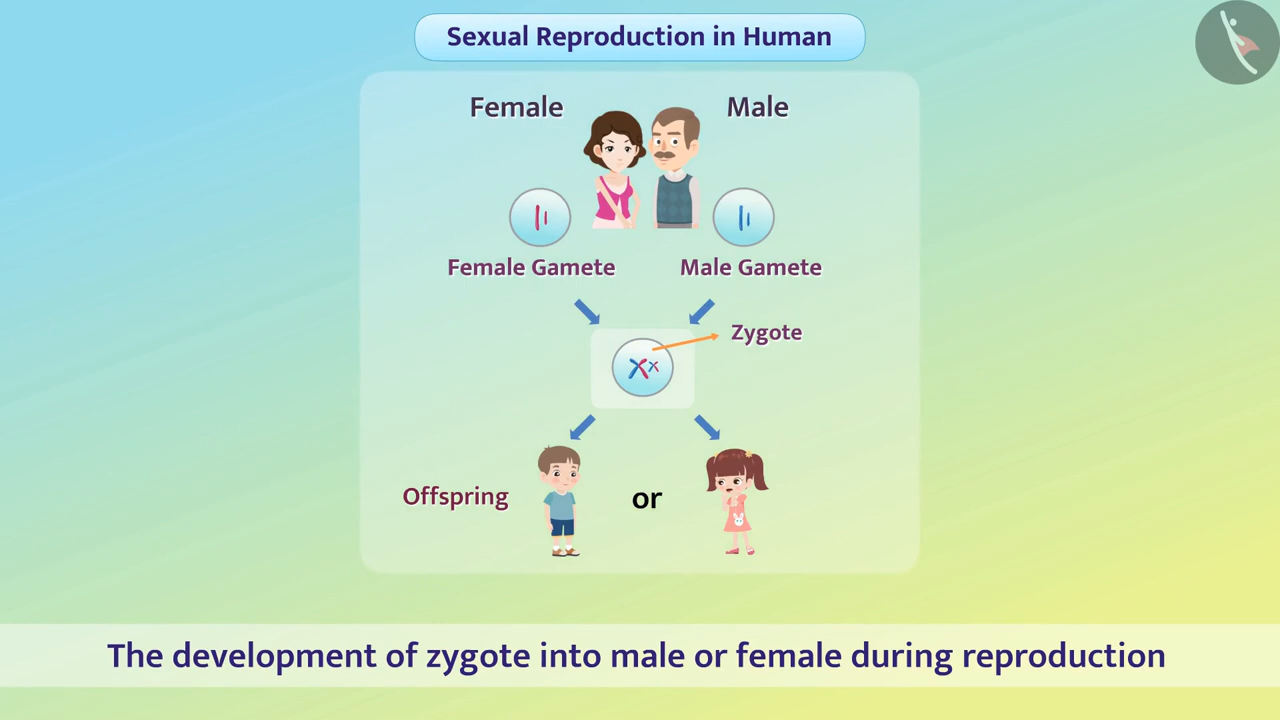 Sexual Reproduction in Human
Female
Male
Female Gamete
Male Gamete
Zygote
Offspring
or
The development of zygote into male or female during reproduction